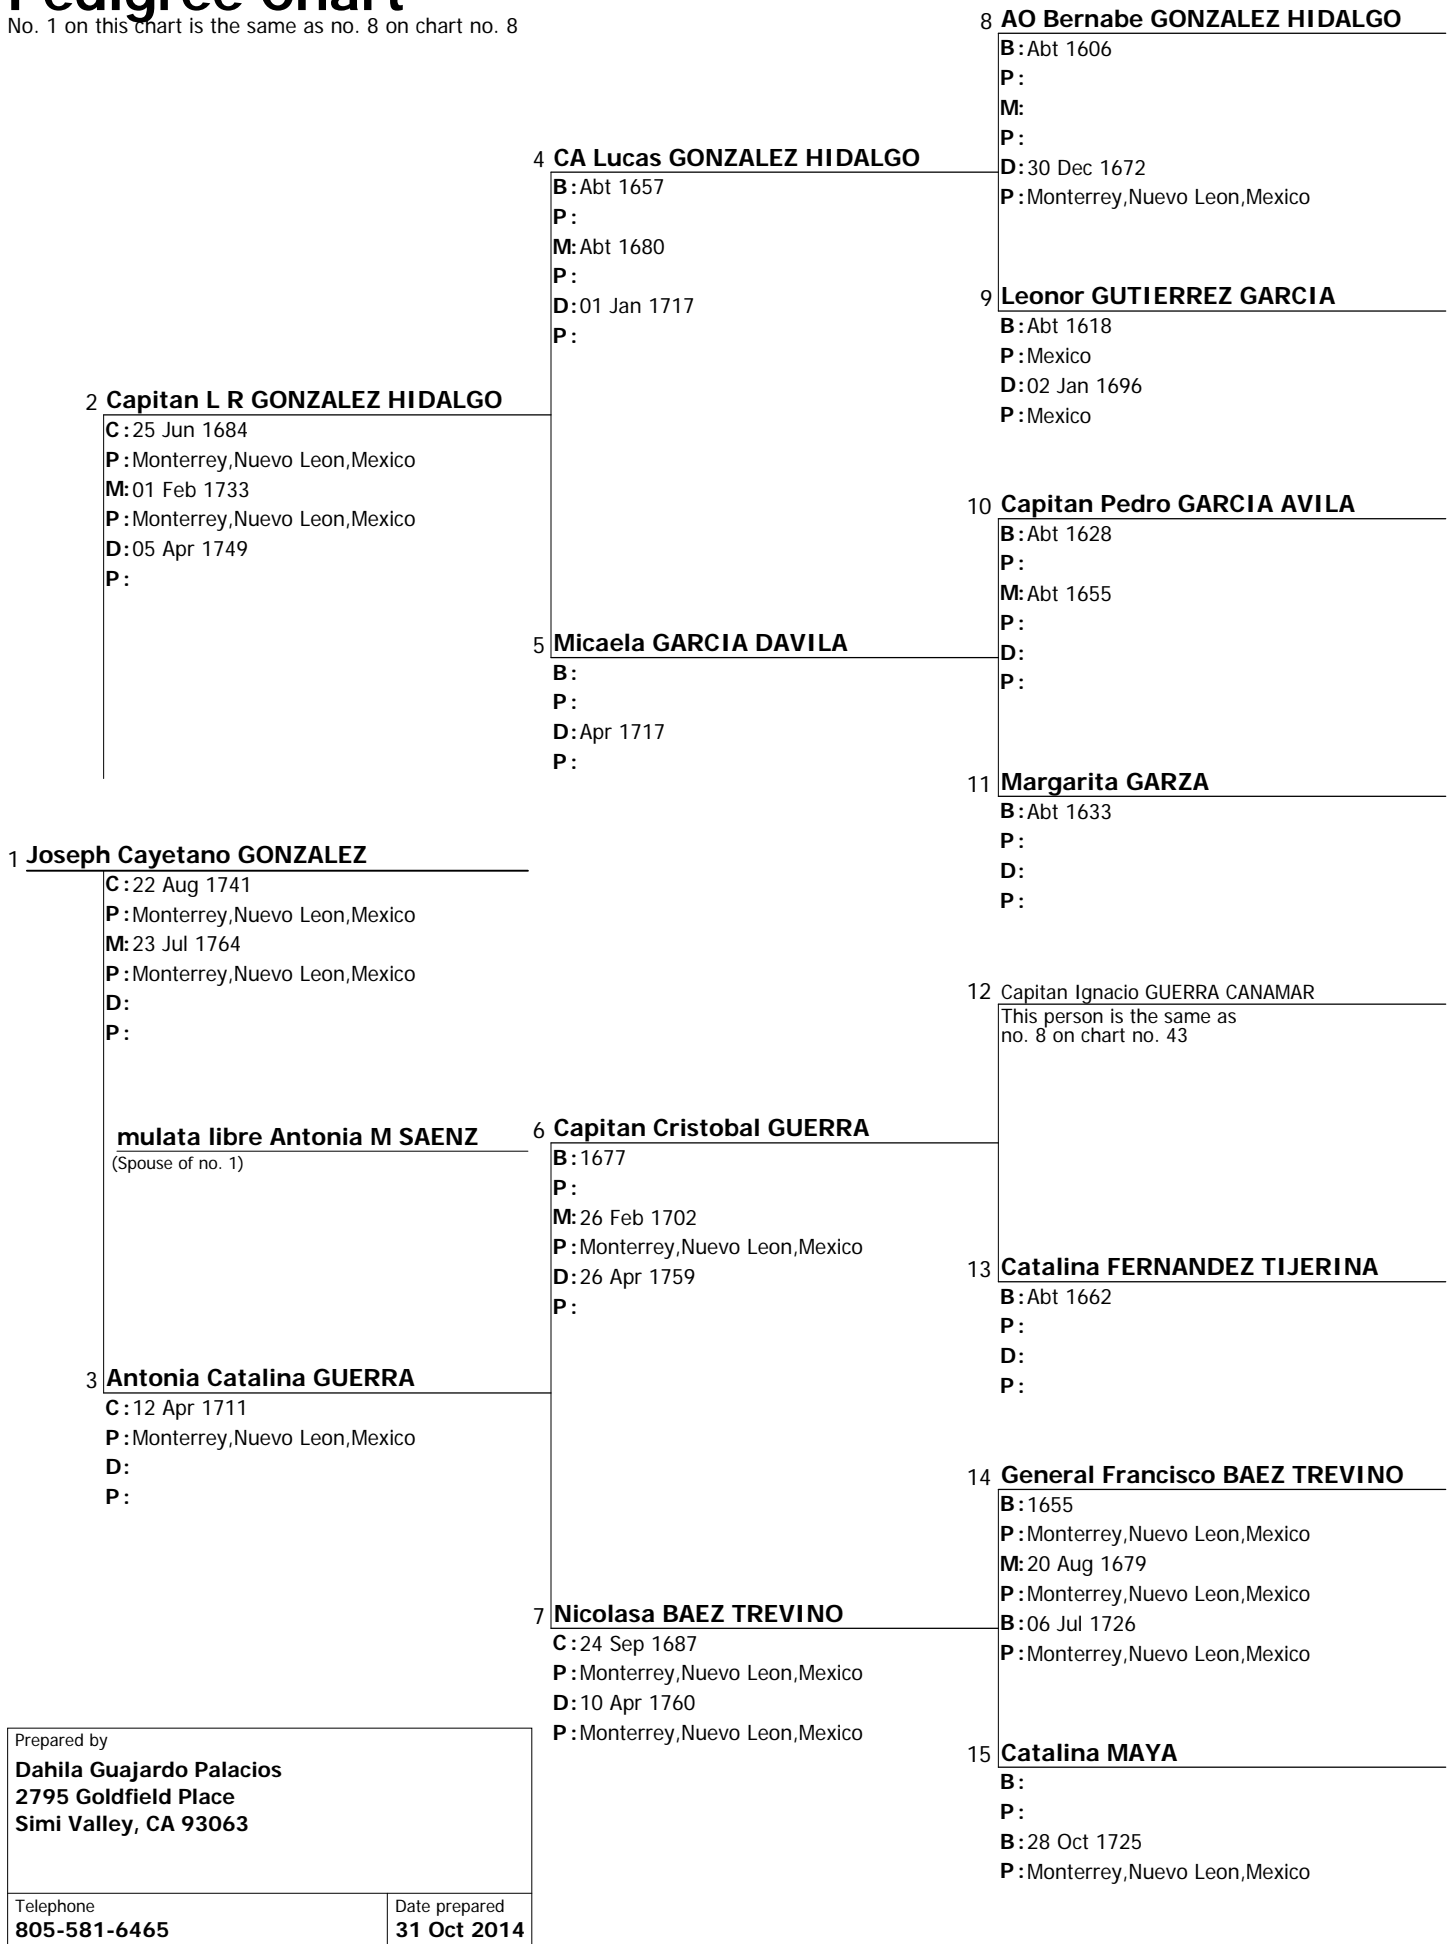 Pedigree Chart
No. 1 on this chart is the same as no. 8 on chart no. 8
8 AO Bernabe GONZALEZ HIDALGO
B: Abt 1606
P:
M:
P:
D: 30 Dec 1672
P: Monterrey,Nuevo Leon,Mexico
4 CA Lucas GONZALEZ HIDALGO
B: Abt 1657
P:
M: Abt 1680
P:
D: 01 Jan 1717
P:
9 Leonor GUTIERREZ GARCIA
B: Abt 1618
P: Mexico
D: 02 Jan 1696
P: Mexico
2 Capitan L R GONZALEZ HIDALGO
C: 25 Jun 1684
P: Monterrey,Nuevo Leon,Mexico
M: 01 Feb 1733
P: Monterrey,Nuevo Leon,Mexico
D: 05 Apr 1749
P:
10 Capitan Pedro GARCIA AVILA
B: Abt 1628
P:
M: Abt 1655
P:
D:
P:
5 Micaela GARCIA DAVILA
B:
P:
D: Apr 1717
P:
11 Margarita GARZA
B: Abt 1633
P:
D:
P:
1 Joseph Cayetano GONZALEZ
C: 22 Aug 1741
P: Monterrey,Nuevo Leon,Mexico
M: 23 Jul 1764
P: Monterrey,Nuevo Leon,Mexico
D:
P:
12 Capitan Ignacio GUERRA CANAMAR
This person is the same as
no. 8 on chart no. 43
mulata libre Antonia M SAENZ
(Spouse of no. 1)
6 Capitan Cristobal GUERRA
B: 1677
P:
M: 26 Feb 1702
P: Monterrey,Nuevo Leon,Mexico
D: 26 Apr 1759
P:
13 Catalina FERNANDEZ TIJERINA
B: Abt 1662
P:
D:
P:
3 Antonia Catalina GUERRA
C: 12 Apr 1711
P: Monterrey,Nuevo Leon,Mexico
D:
P:
14 General Francisco BAEZ TREVINO
B: 1655
P: Monterrey,Nuevo Leon,Mexico
M: 20 Aug 1679
P: Monterrey,Nuevo Leon,Mexico
B: 06 Jul 1726
P: Monterrey,Nuevo Leon,Mexico
7 Nicolasa BAEZ TREVINO
C: 24 Sep 1687
P: Monterrey,Nuevo Leon,Mexico
D: 10 Apr 1760
P: Monterrey,Nuevo Leon,Mexico
15 Catalina MAYA
B:
P:
B: 28 Oct 1725
P: Monterrey,Nuevo Leon,Mexico
Prepared by
Dahila Guajardo Palacios
2795 Goldfield Place
Simi Valley, CA 93063
Telephone
805-581-6465
Date prepared
31 Oct 2014